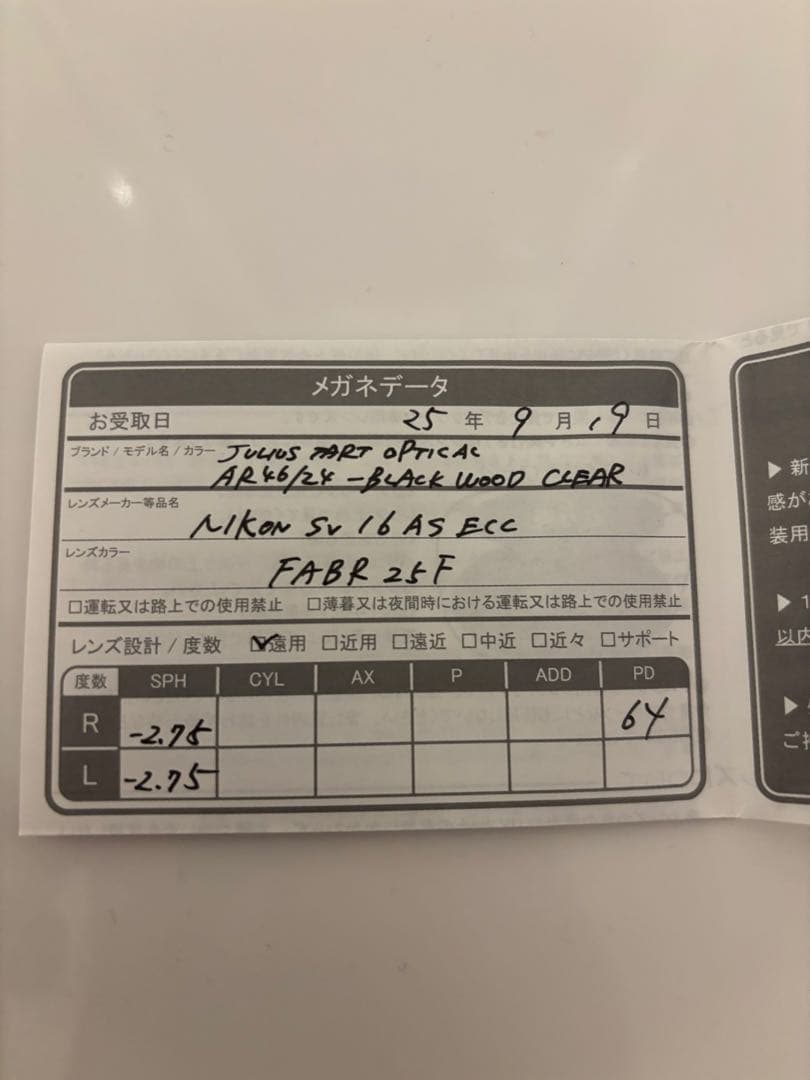 メガネデータ
お受取日 25 年 9 月 19 日
ブランド / モデル名 / カラー JULIUS TART OPTICAL
AR46/24 -BLACK WOOD CLEAR
レンズメーカー等品名
NIKON SV 16 AS ECC
レンズカラー
FABR 25F
□運転又は路上での使用禁止 □薄暮又は夜間時における運転又は路上での使用禁止
レンズ設計 / 度数 ☑遠用 □近用 □遠近 □中近 □近々 □サポート
度数 SPH CYL AX P ADD PD
R -2.75 64
L -2.75
▶ 新
感が
装用
▶ 1
以内
▶